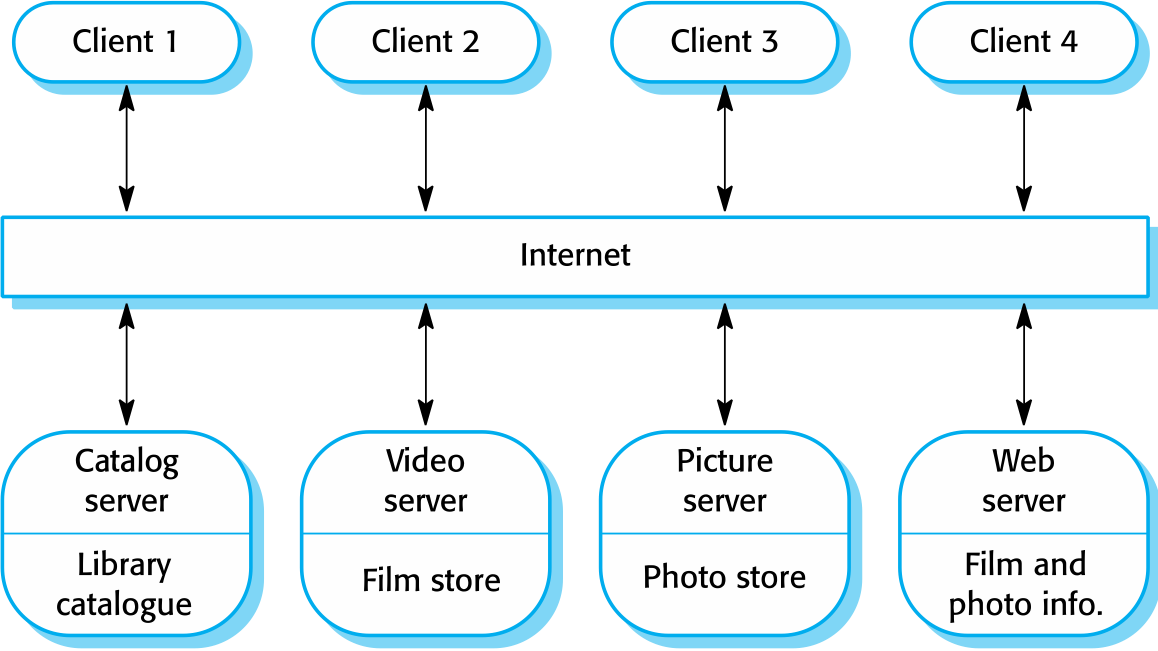 Client 1
Client 2
Client 3
Client 4
Internet
Catalog
server
Library
catalogue
Video
server
Film store
Picture
server
Photo store
Web
server
Film and
photo info.